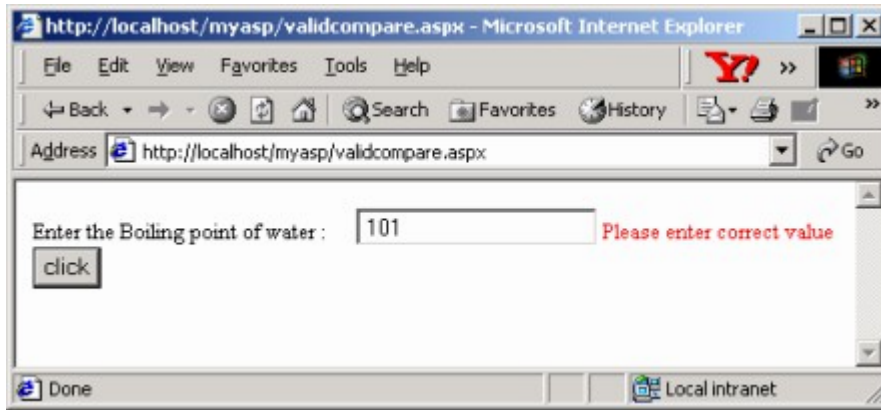 http://localhost/myasp/validcompare.aspx - Microsoft Internet Explorer
File Edit View Favorites Tools Help
Y! »
Back Search Favorites History »
Address http://localhost/myasp/validcompare.aspx Go
Enter the Boiling point of water : 101 Please enter correct value
click
Done Local intranet